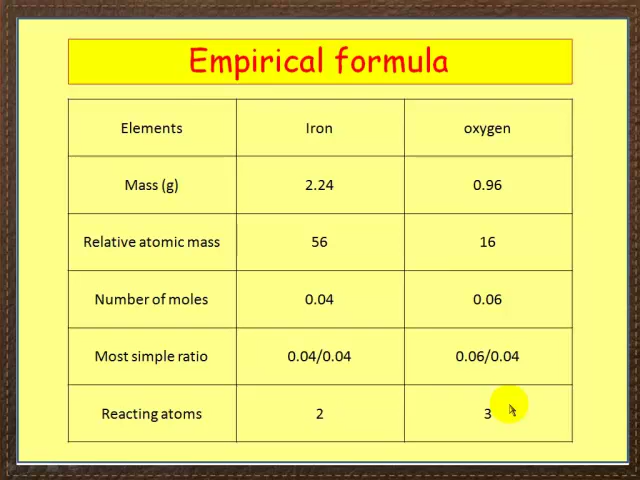 Empirical formula
Elements Iron oxygen
Mass (g) 2.24 0.96
Relative atomic mass 56 16
Number of moles 0.04 0.06
Most simple ratio 0.04/0.04 0.06/0.04
Reacting atoms 2 3